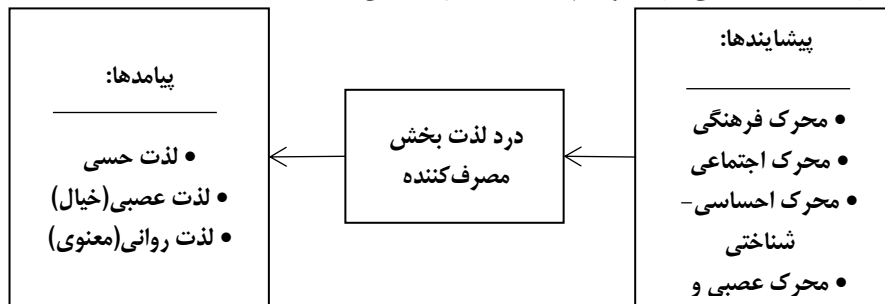 پیشایندها:
• محرک فرهنگی
• محرک اجتماعی
• محرک احساسی-
شناختی
• محرک عصبی و
درد لذت بخش
مصرف‌کننده
پیامدها:
• لذت حسی
• لذت عصبی(خیال)
• لذت روانی(معنوی)